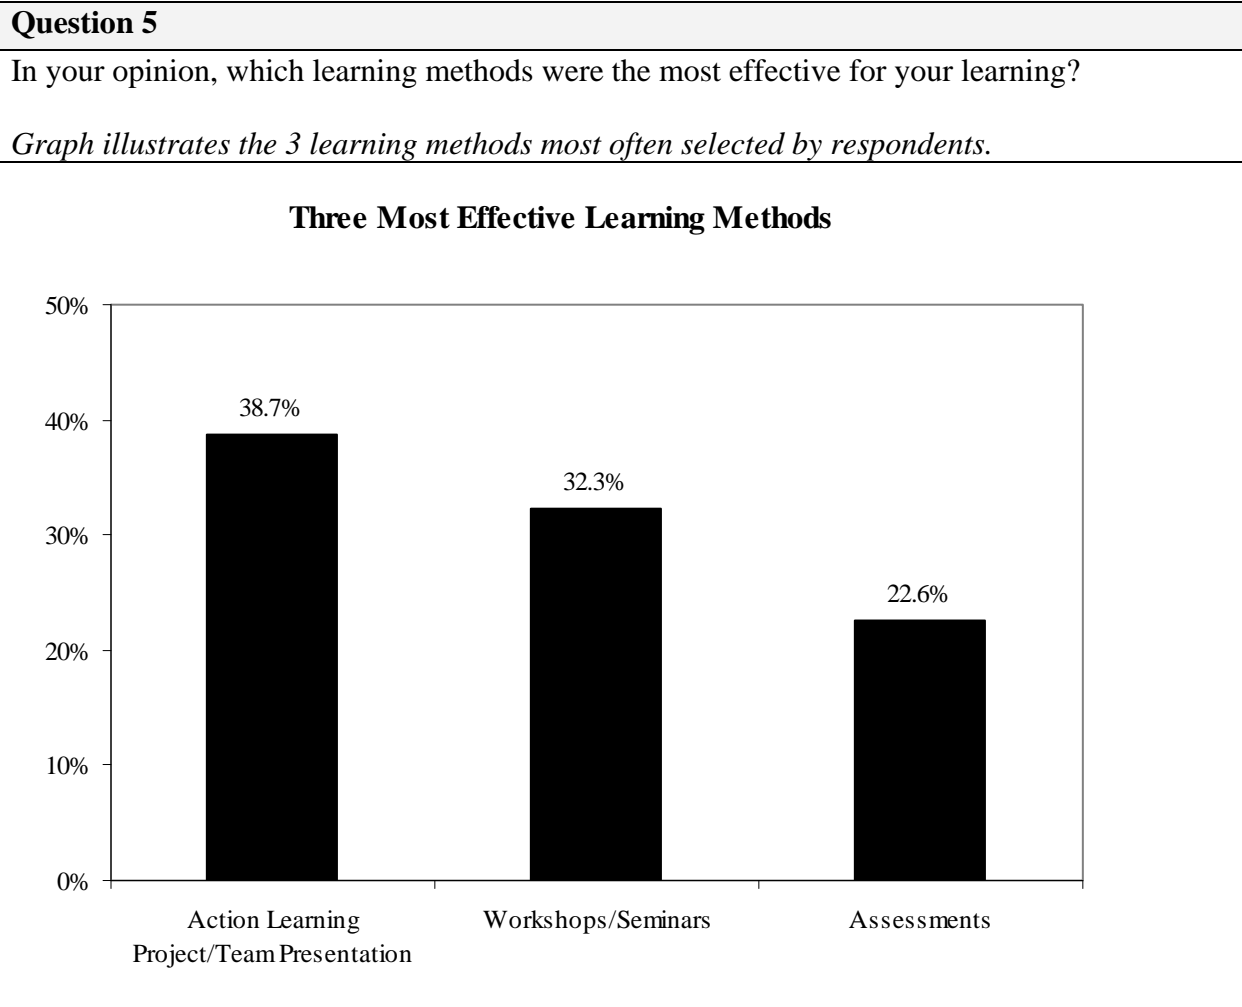 Question 5
In your opinion, which learning methods were the most effective for your learning?
Graph illustrates the 3 learning methods most often selected by respondents.
Three Most Effective Learning Methods
50%
40%
30%
20%
10%
0%
38.7%
32.3%
22.6%
Action Learning
Project/Team Presentation
Workshops/Seminars
Assessments